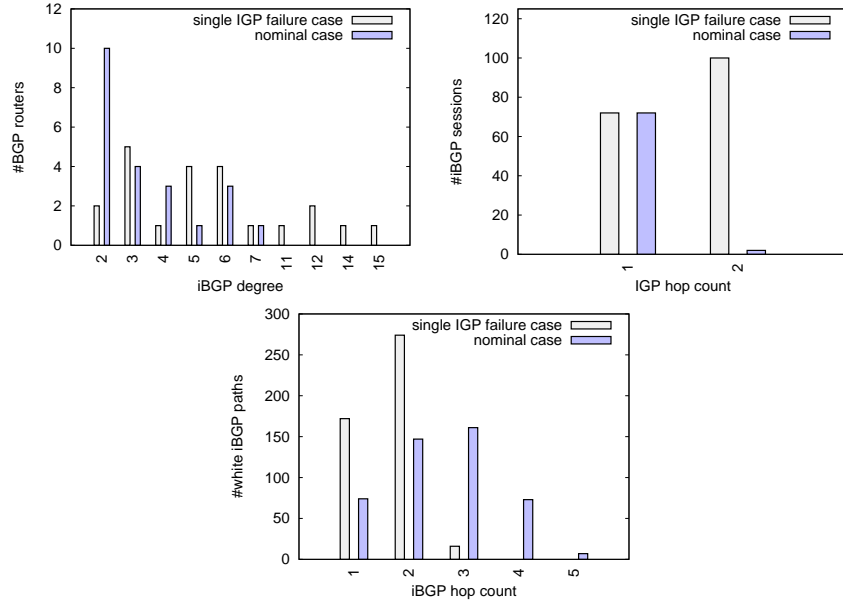 single IGP failure case
nominal case
12
10
8
6
4
2
0
#BGP routers
2 3 4 5 6 7 11 12 14 15
iBGP degree
single IGP failure case
nominal case
100
80
60
40
20
0
#iBGP sessions
1 2
IGP hop count
single IGP failure case
nominal case
300
250
200
150
100
50
0
#white iBGP paths
1 2 3 4 5
iBGP hop count